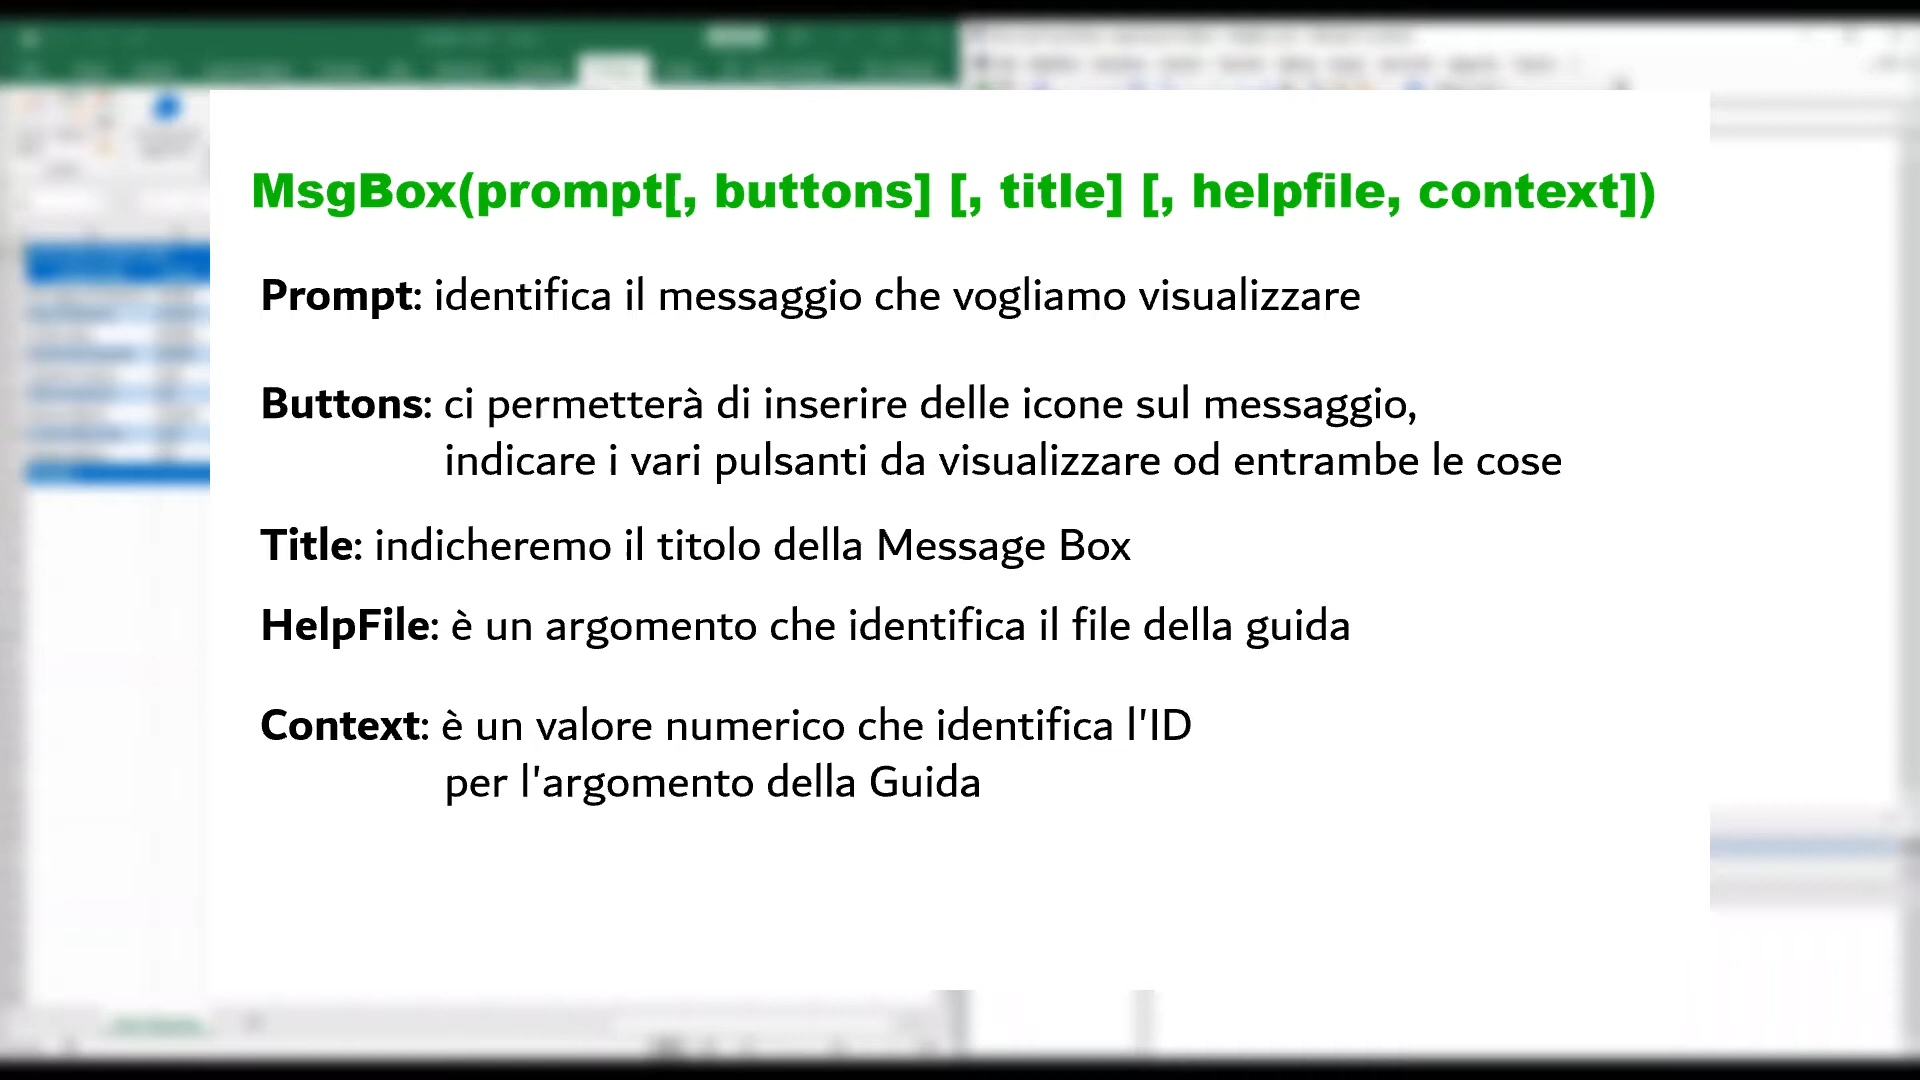 MsgBox(prompt[, buttons] [, title] [, helpfile, context])
Prompt: identifica il messaggio che vogliamo visualizzare
Buttons: ci permetterà di inserire delle icone sul messaggio,
indicare i vari pulsanti da visualizzare od entrambe le cose
Title: indicheremo il titolo della Message Box
HelpFile: è un argomento che identifica il file della guida
Context: è un valore numerico che identifica l'ID
per l'argomento della Guida